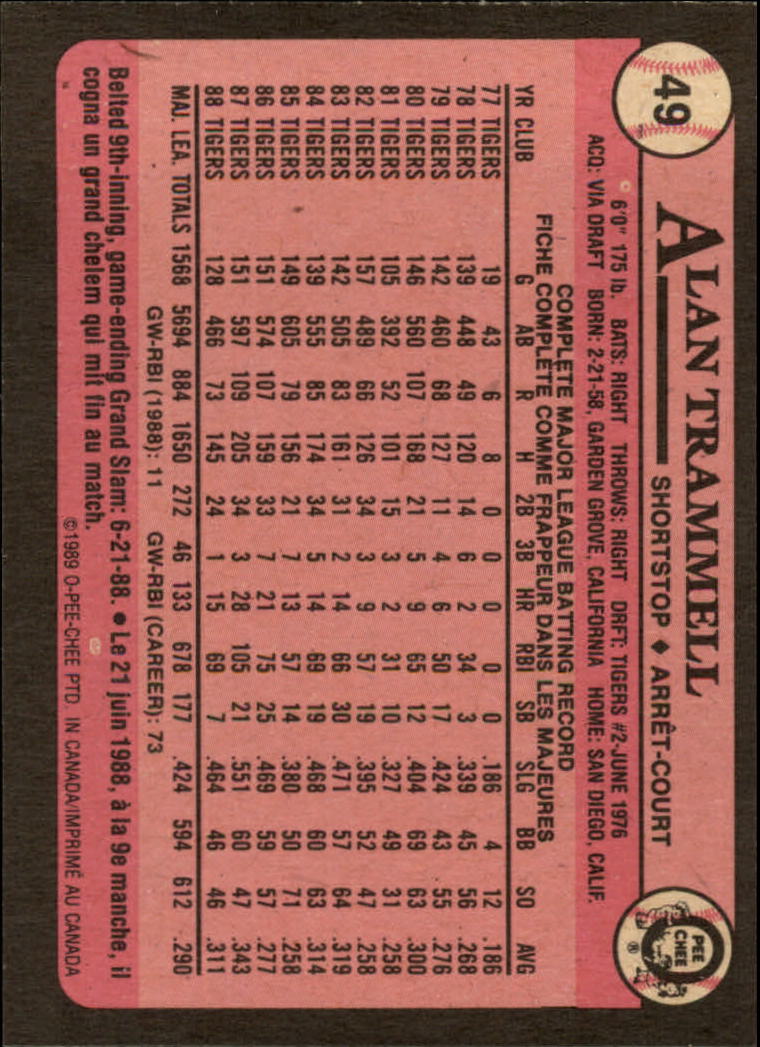 49
ALAN TRAMMELL
SHORTSTOP ♦ ARRÊT-COURT
PEE CHEE ®
6'0" 175 lb. BATS: RIGHT THROWS: RIGHT DRFT: TIGERS #2-JUNE 1976
ACQ: VIA DRAFT BORN: 2-21-58, GARDEN GROVE, CALIFORNIA HOME: SAN DIEGO, CALIF.
COMPLETE MAJOR LEAGUE BATTING RECORD
FICHE COMPLÈTE COMME FRAPPEUR DANS LES MAJEURES
YR CLUB G AB R H 2B 3B HR RBI SB SLG BB SO AVG
77 TIGERS 19 43 6 8 0 0 0 0 0 .186 4 12 .186
78 TIGERS 139 448 49 120 14 6 2 34 3 .339 45 56 .268
79 TIGERS 142 460 68 127 11 4 6 50 17 .424 43 55 .276
80 TIGERS 146 560 107 168 21 5 9 65 12 .404 69 63 .300
81 TIGERS 105 392 52 101 15 3 2 31 10 .327 49 31 .258
82 TIGERS 157 489 66 126 34 3 9 57 19 .395 52 47 .258
83 TIGERS 142 505 83 161 31 2 14 66 30 .471 57 64 .319
84 TIGERS 139 555 85 174 34 5 14 69 19 .468 60 63 .314
85 TIGERS 149 605 79 156 21 7 13 57 14 .380 50 71 .258
86 TIGERS 151 574 107 159 33 7 21 75 25 .469 59 57 .277
87 TIGERS 151 597 109 205 34 3 28 105 21 .551 60 47 .343
88 TIGERS 128 466 73 145 24 1 15 69 7 .464 46 46 .311
MAJ. LEA. TOTALS 1568 5694 884 1650 272 46 133 678 177 .424 594 612 .290
GW-RBI (1988): 11 GW-RBI (CAREER): 73
Belted 9th-inning, game-ending Grand Slam: 6-21-88. ● Le 21 juin 1988, à la 9e manche, il
cogna un grand chelem qui mit fin au match.
©1989 O-PEE-CHEE PTD. IN CANADA/IMPRIMÉ AU CANADA